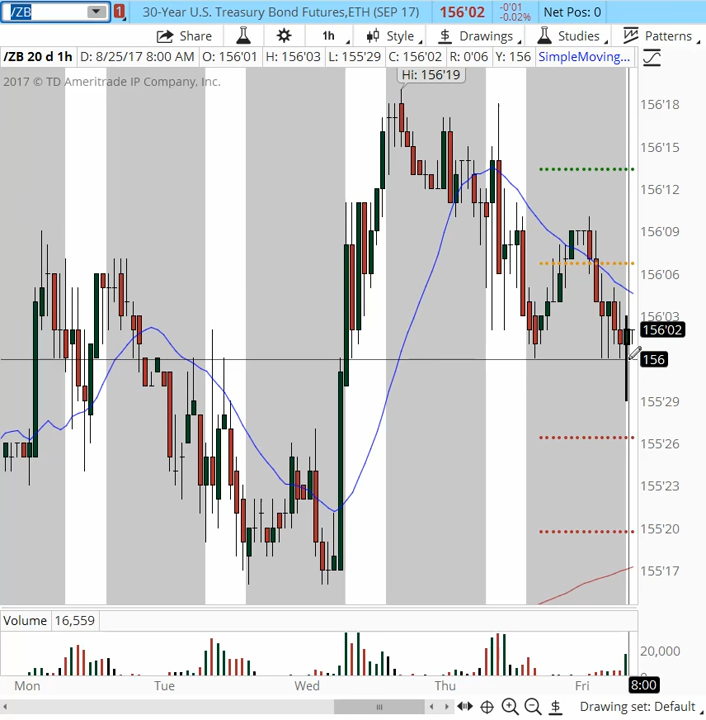 /ZB 1 30-Year U.S. Treasury Bond Futures,ETH (SEP 17) 156'02 -0'01 -0.02% Net Pos: 0
Share 1h Style $ Drawings Studies Patterns
/ZB 20 d 1h D: 8/25/17 8:00 AM O: 156'01 H: 156'03 L: 155'29 C: 156'02 R: 0'06 Y: 156 SimpleMoving...
2017 © TD Ameritrade IP Company, Inc.
Hi: 156'19
156'18
156'15
156'12
156'09
156'06
156'03
156'02
156
155'29
155'26
155'23
155'20
155'17
Volume 16,559
20,000
Mon Tue Wed Thu Fri 8:00
$ Drawing set: Default